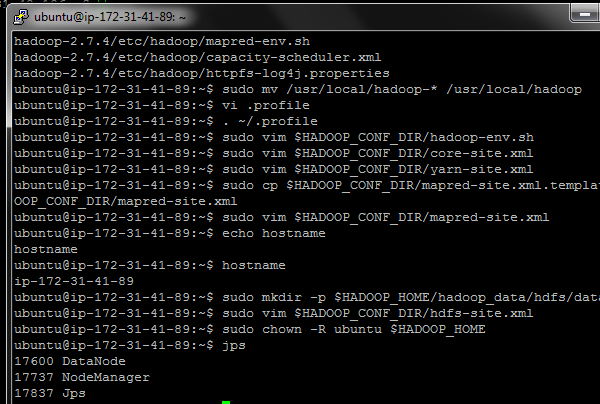 ubuntu@ip-172-31-41-89: ~
hadoop-2.7.4/etc/hadoop/mapred-env.sh
hadoop-2.7.4/etc/hadoop/capacity-scheduler.xml
hadoop-2.7.4/etc/hadoop/httpfs-log4j.properties
ubuntu@ip-172-31-41-89:~$ sudo mv /usr/local/hadoop-* /usr/local/hadoop
ubuntu@ip-172-31-41-89:~$ vi .profile
ubuntu@ip-172-31-41-89:~$ . ~/.profile
ubuntu@ip-172-31-41-89:~$ sudo vim $HADOOP_CONF_DIR/hadoop-env.sh
ubuntu@ip-172-31-41-89:~$ sudo vim $HADOOP_CONF_DIR/core-site.xml
ubuntu@ip-172-31-41-89:~$ sudo vim $HADOOP_CONF_DIR/yarn-site.xml
ubuntu@ip-172-31-41-89:~$ sudo cp $HADOOP_CONF_DIR/mapred-site.xml.templat
OOP_CONF_DIR/mapred-site.xml
ubuntu@ip-172-31-41-89:~$ sudo vim $HADOOP_CONF_DIR/mapred-site.xml
ubuntu@ip-172-31-41-89:~$ echo hostname
hostname
ubuntu@ip-172-31-41-89:~$ hostname
ip-172-31-41-89
ubuntu@ip-172-31-41-89:~$ sudo mkdir -p $HADOOP_HOME/hadoop_data/hdfs/dat
ubuntu@ip-172-31-41-89:~$ sudo vim $HADOOP_CONF_DIR/hdfs-site.xml
ubuntu@ip-172-31-41-89:~$ sudo chown -R ubuntu $HADOOP_HOME
ubuntu@ip-172-31-41-89:~$ jps
17600 DataNode
17737 NodeManager
17837 Jps